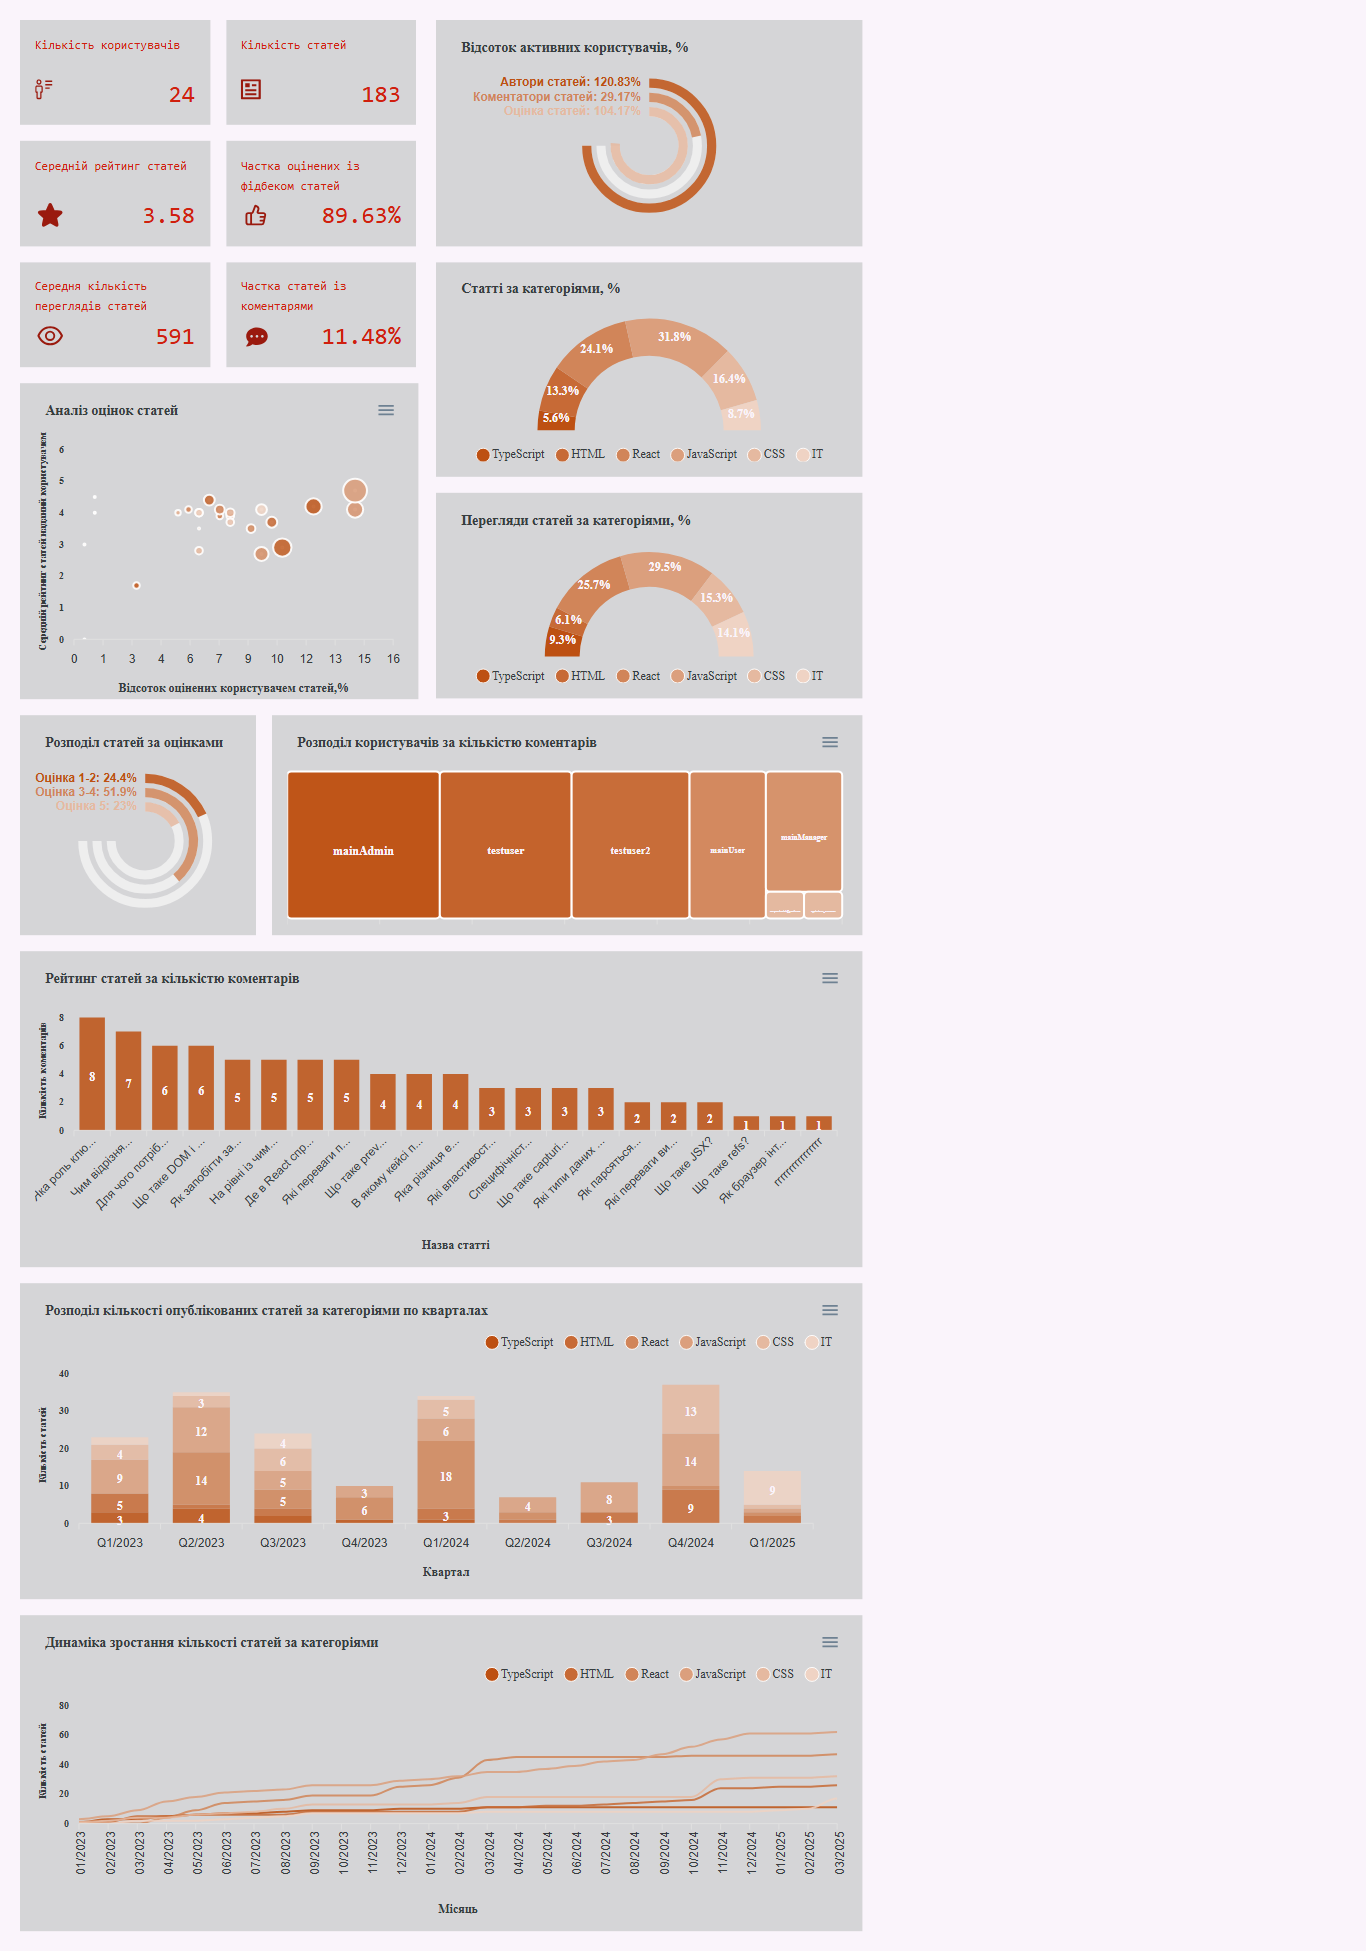 Кількість користувачів
24
Кількість статей
183
Середній рейтинг статей
3.58
Частка оцінених із
фідбеком статей
89.63%
Середня кількість
переглядів статей
591
Частка статей із
коментарями
11.48%
Відсоток активних користувачів, %
Автори статей: 120.83%
Коментатори статей: 29.17%
Оцінка статей: 104.17%
Статті за категоріями, %
5.6%
13.3%
24.1%
31.8%
16.4%
8.7%
TypeScript HTML React JavaScript CSS IT
Аналіз оцінок статей
Середній рейтинг статей наданий користувачем
6
5
4
3
2
1
0
0 1 3 4 6 7 9 10 12 13 15 16
Відсоток оцінених користувачем статей,%
Перегляди статей за категоріями, %
9.3%
6.1%
25.7%
29.5%
15.3%
14.1%
TypeScript HTML React JavaScript CSS IT
Розподіл статей за оцінками
Оцінка 1-2: 24.4%
Оцінка 3-4: 51.9%
Оцінка 5: 23%
Розподіл користувачів за кількістю коментарів
mainAdmin
testuser
testuser2
mainUser
mainManager
Рейтинг статей за кількістю коментарів
Кількість коментарів
8
6
4
2
0
8 7 6 6 5 5 5 5 4 4 4 3 3 3 3 2 2 2 1 1 1
Яка роль клю...
Чим відрізня...
Для чого потріб...
Що таке DOM і ...
Як запобігти за...
На рівні із чим...
Де в React спр...
Які переваги п...
Що таке prev...
В якому кейсі п...
Яка різниця е...
Які властивост...
Специфічніст...
Що таке capturi...
Які типи даних ...
Як парсяться...
Які переваги ви...
Що таке JSX?
Що таке refs?
Як браузер інт...
rrrrrrrrrrrrrr
Назва статті
Розподіл кількості опублікованих статей за категоріями по кварталах
TypeScript HTML React JavaScript CSS IT
Кількість статей
40
30
20
10
0
4
9
5
3
3
12
14
4
4
6
5
5
3
6
5
6
18
3
4
8
3
13
14
9
9
Q1/2023 Q2/2023 Q3/2023 Q4/2023 Q1/2024 Q2/2024 Q3/2024 Q4/2024 Q1/2025
Квартал
Динаміка зростання кількості статей за категоріями
TypeScript HTML React JavaScript CSS IT
Кількість статей
80
60
40
20
0
01/2023 02/2023 03/2023 04/2023 05/2023 06/2023 07/2023 08/2023 09/2023 10/2023 11/2023 12/2023 01/2024 02/2024 03/2024 04/2024 05/2024 06/2024 07/2024 08/2024 09/2024 10/2024 11/2024 12/2024 01/2025 02/2025 03/2025
Місяць